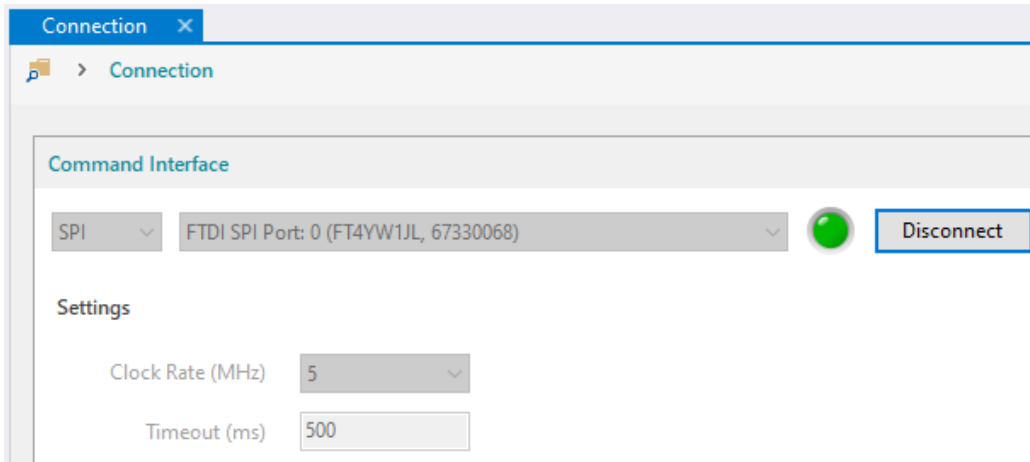 Connection
Connection
Command Interface
SPI FTDI SPI Port: 0 (FT4YW1JL, 67330068) Disconnect
Settings
Clock Rate (MHz) 5
Timeout (ms) 500